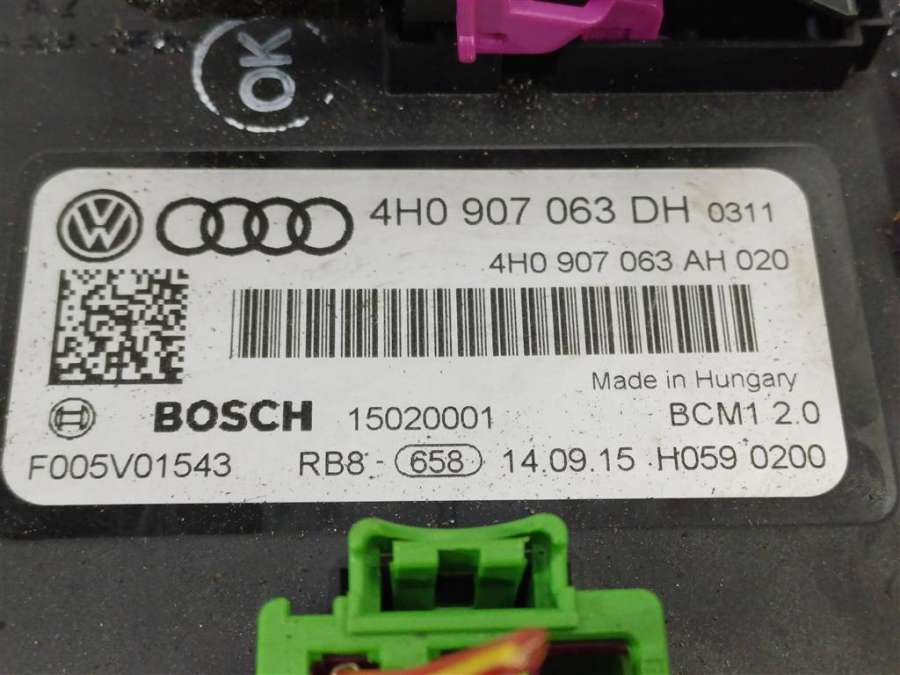 OK
4H0 907 063 DH 0311
4H0 907 063 AH 020
Made in Hungary
BOSCH 15020001 BCM1 2.0
F005V01543 RB8 - 658 14.09.15 H059 0200